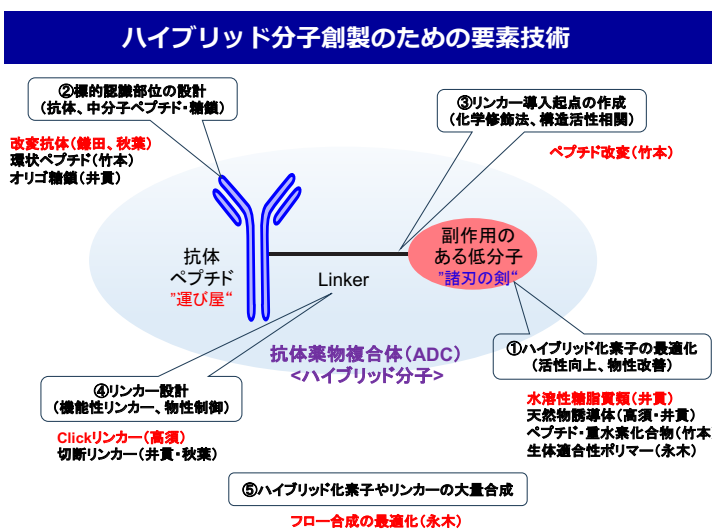 ハイブリッド分子創製のための要素技術
②標的認識部位の設計
(抗体、中分子ペプチド・糖鎖)
改変抗体(鎌田、秋葉)
環状ペプチド(竹本)
オリゴ糖鎖(井貫)
③リンカー導入起点の作成
(化学修飾法、構造活性相関)
ペプチド改変(竹本)
抗体
ペプチド
”運び屋“
Linker
副作用の
ある低分子
”諸刃の剣“
抗体薬物複合体(ADC)
<ハイブリッド分子>
①ハイブリッド化素子の最適化
(活性向上、物性改善)
水溶性糖脂質類(井貫)
天然物誘導体(高須・井貫)
ペプチド・重水素化合物(竹本
生体適合性ポリマー(永木)
④リンカー設計
(機能性リンカー、物性制御)
Clickリンカー(高須)
切断リンカー(井貫・秋葉)
⑤ハイブリッド化素子やリンカーの大量合成
フロー合成の最適化(永木)